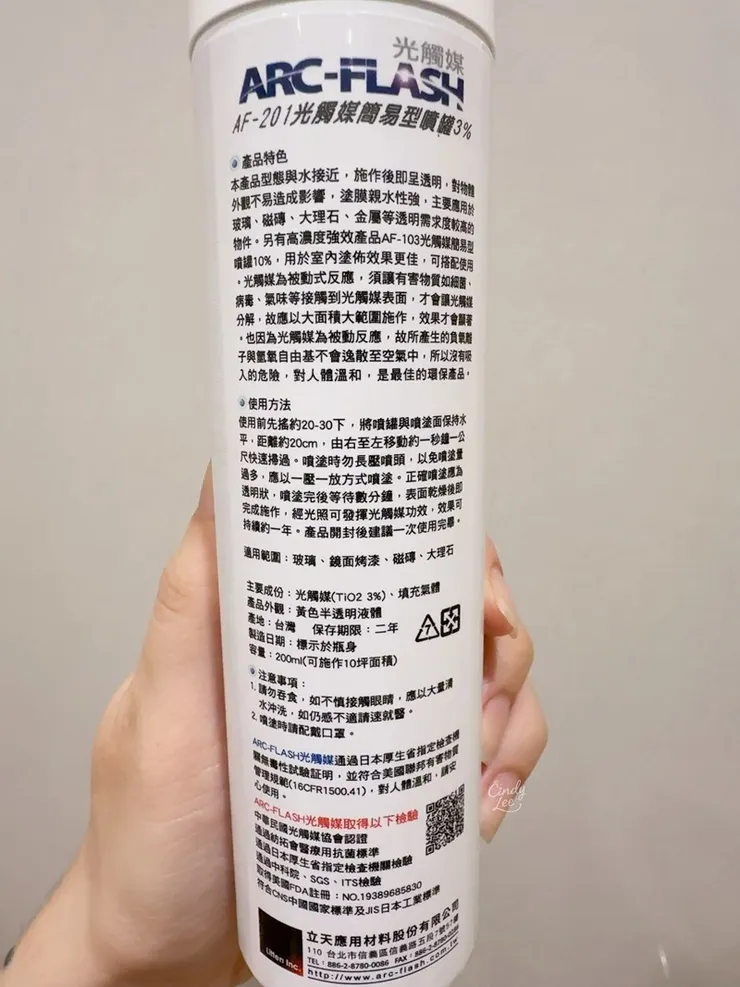 光觸媒
ARC-FLASH
AF-201光觸媒簡易型噴罐3%
產品特色
本產品型態與水接近，施作後即呈透明，對物體
外觀不易造成影響，塗膜親水性強，主要應用於
玻璃、磁磚、大理石、金屬等透明需求度較高的
物件。另有高濃度強效產品AF-103光觸媒簡易型
噴罐10%，用於室內塗佈效果更佳，可搭配使用
。光觸媒為被動式反應，須讓有害物質如細菌、
病毒、氣味等接觸到光觸媒表面，才會讓光觸媒
分解，故應以大面積大範圍施作，效果才會顯著
。也因為光觸媒為被動反應，故所產生的負氧離
子與氫氧自由基不會逸散至空氣中，所以沒有吸
入的危險，對人體溫和，是最佳的環保產品。
使用方法
使用前先搖約20-30下，將噴罐與噴塗面保持水
平，距離約20cm，由右至左移動約一秒鐘一公
尺快速掃過。噴塗時勿長壓噴頭，以免噴塗量
過多，應以一壓一放方式噴塗。正確噴塗應為
透明狀，噴塗完後等待數分鐘，表面乾燥後即
完成施作，經光照可發揮光觸媒功效，效果可
持續約一年。產品開封後建議一次使用完畢。
適用範圍：玻璃、鏡面烤漆、磁磚、大理石
主要成份：光觸媒(TiO2 3%)、填充氣體
產品外觀：黃色半透明液體
產地：台灣 保存期限：二年
製造日期：標示於瓶身
容量：200ml(可施作10坪面積)
7
注意事項：
1. 請勿吞食，如不慎接觸眼睛，應以大量清
水沖洗，如仍感不適請速就醫。
2. 噴塗時請配戴口罩。
ARC-FLASH光觸媒通過日本厚生省指定檢查機
關無毒性試驗証明，並符合美國聯邦有害物質
管理規範(16CFR1500.41)，對人體溫和，請安
心使用。
ARC-FLASH光觸媒取得以下檢驗
中華民國光觸媒協會認證
通過紡拓會醫療用抗菌標準
通過日本厚生省指定檢查機關檢驗
通過中科院、SGS、ITS檢驗
取得美國FDA註冊：NO.19389685830
符合CNS中國國家標準及JIS日本工業標準
Cindy
Lee
Litten Inc.
立天應用材料股份有限公司
110 台北市信義區信義路五段7號57樓
TEL：886-2-8780-0086 FAX：886-2-8780-0286
http://www.arc-flash.com.tw